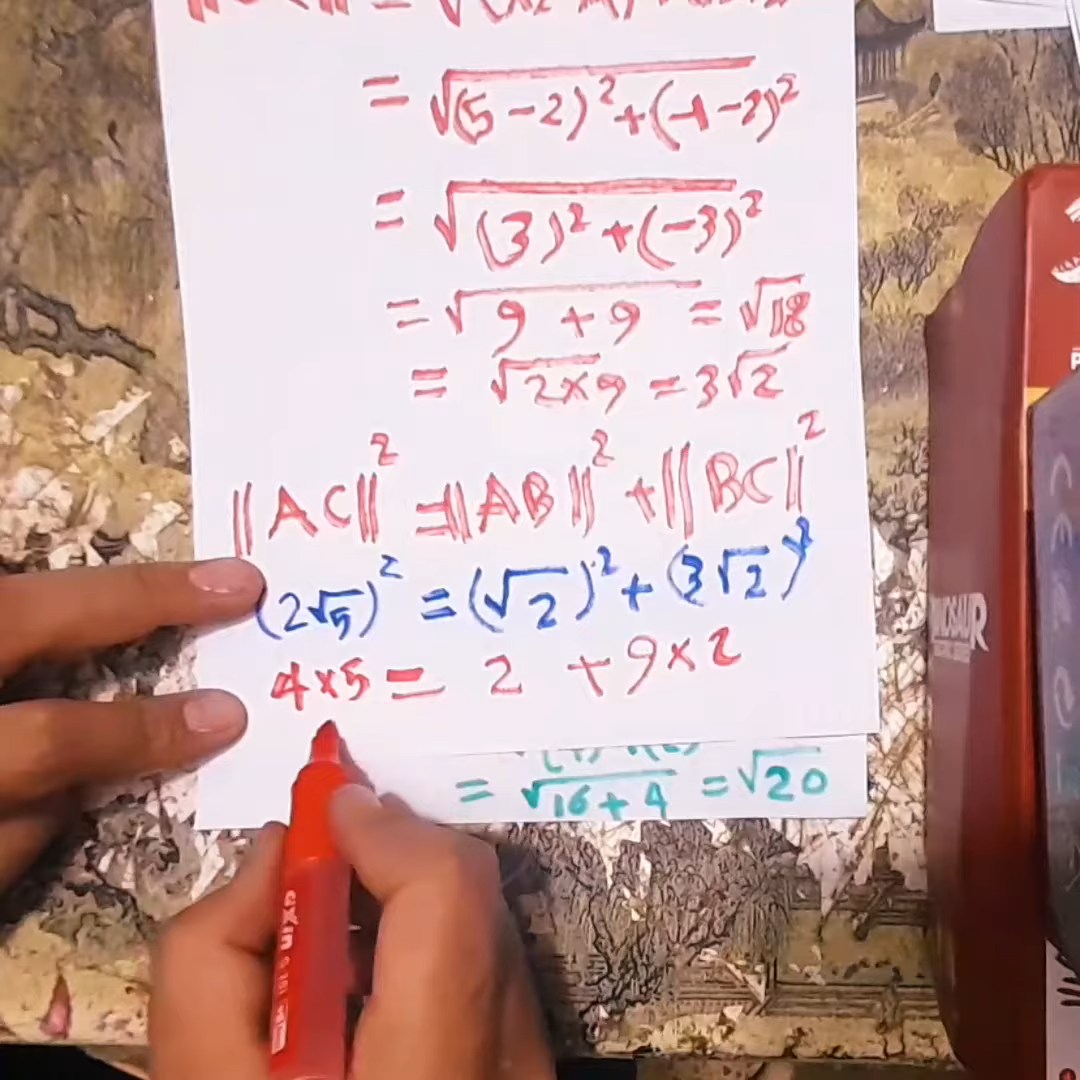 = √(5-2)²+(-1-2)²
= √(3)²+(-3)²
= √9+9 = √18
= √2×9 = 3√2
||AC||² = ||AB||² + ||BC||²
(2√5)² = (√2)² + (3√2)²
4×5 = 2 + 9×2
= √16+4 = √20
axin